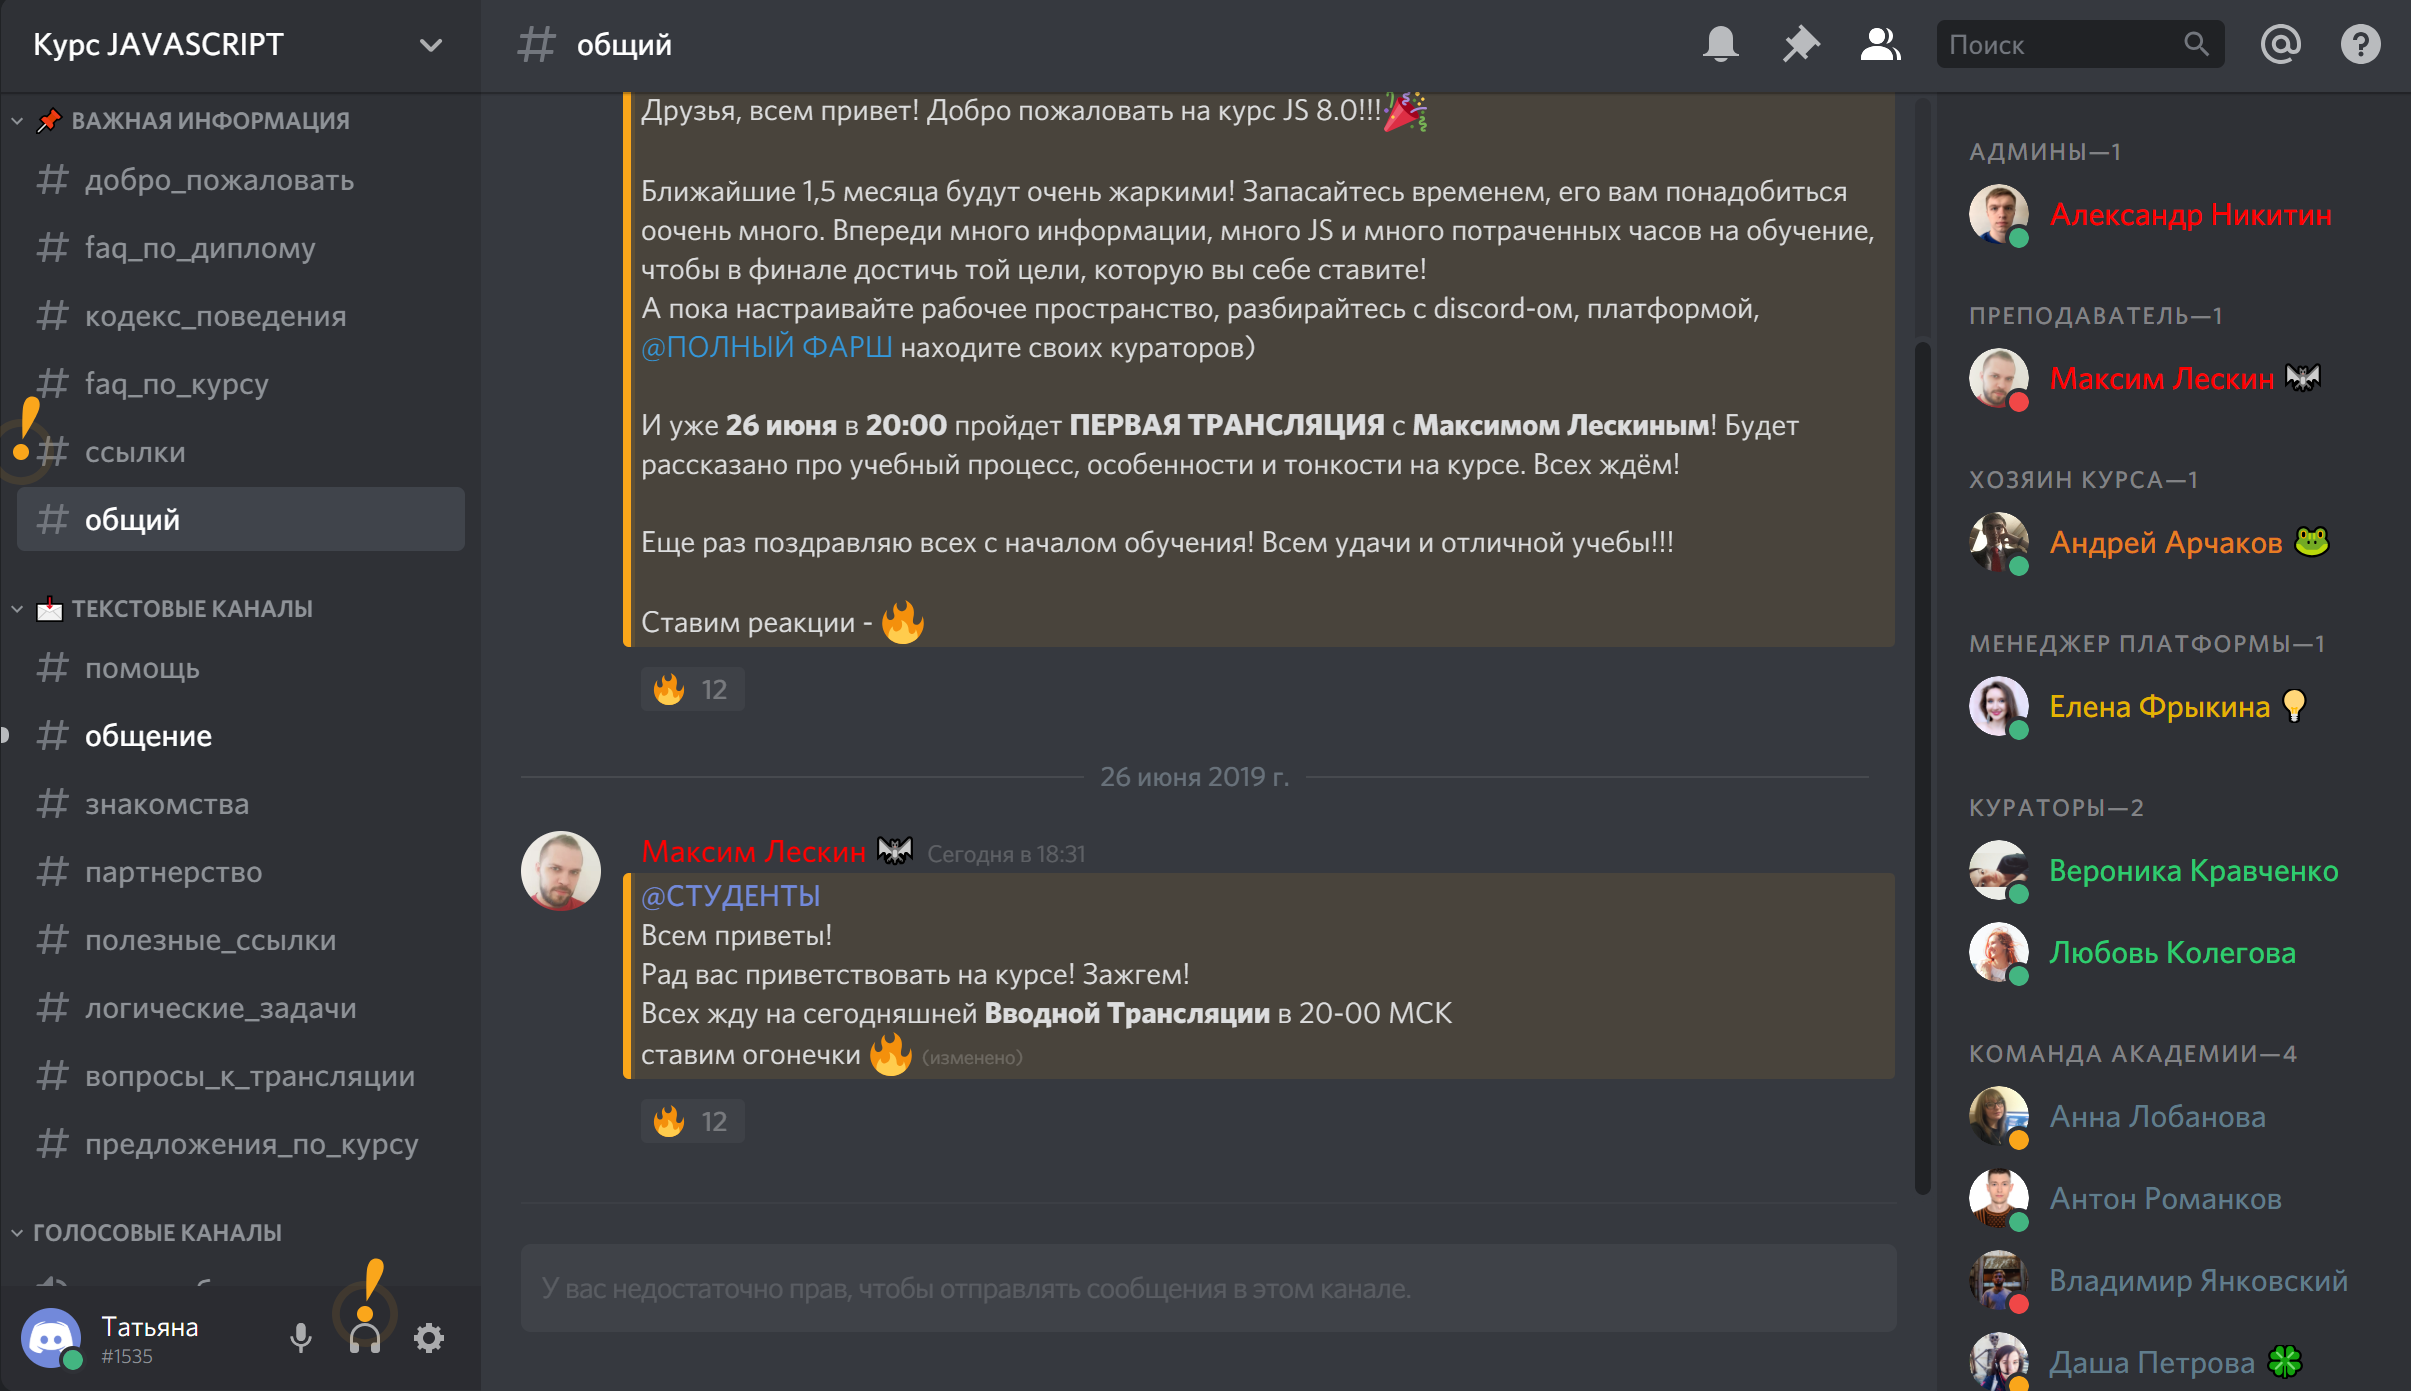 Курс JAVASCRIPT
ВАЖНАЯ ИНФОРМАЦИЯ
# добро_пожаловать
# faq_по_диплому
# кодекс_поведения
# faq_по_курсу
# ссылки
# общий
ТЕКСТОВЫЕ КАНАЛЫ
# помощь
# общение
# знакомства
# партнерство
# полезные_ссылки
# логические_задачи
# вопросы_к_трансляции
# предложения_по_курсу
ГОЛОСОВЫЕ КАНАЛЫ
Татьяна
#1535
# общий
Поиск
Друзья, всем привет! Добро пожаловать на курс JS 8.0!!!
Ближайшие 1,5 месяца будут очень жаркими! Запасайтесь временем, его вам понадобиться
оочень много. Впереди много информации, много JS и много потраченных часов на обучение,
чтобы в финале достичь той цели, которую вы себе ставите!
А пока настраивайте рабочее пространство, разбирайтесь с discord-ом, платформой,
@ПОЛНЫЙ ФАРШ находите своих кураторов)
И уже 26 июня в 20:00 пройдет ПЕРВАЯ ТРАНСЛЯЦИЯ с Максимом Лескиным! Будет
рассказано про учебный процесс, особенности и тонкости на курсе. Всех ждём!
Еще раз поздравляю всех с началом обучения! Всем удачи и отличной учебы!!!
Ставим реакции - 🔥
🔥 12
26 июня 2019 г.
Максим Лескин Сегодня в 18:31
@СТУДЕНТЫ
Всем приветы!
Рад вас приветствовать на курсе! Зажгем!
Всех жду на сегодняшней Вводной Трансляции в 20-00 МСК
ставим огонечки 🔥 (изменено)
🔥 12
У вас недостаточно прав, чтобы отправлять сообщения в этом канале.
АДМИНЫ—1
Александр Никитин
ПРЕПОДАВАТЕЛЬ—1
Максим Лескин
ХОЗЯИН КУРСА—1
Андрей Арчаков
МЕНЕДЖЕР ПЛАТФОРМЫ—1
Елена Фрыкина
КУРАТОРЫ—2
Вероника Кравченко
Любовь Колегова
КОМАНДА АКАДЕМИИ—4
Анна Лобанова
Антон Романков
Владимир Янковский
Даша Петрова